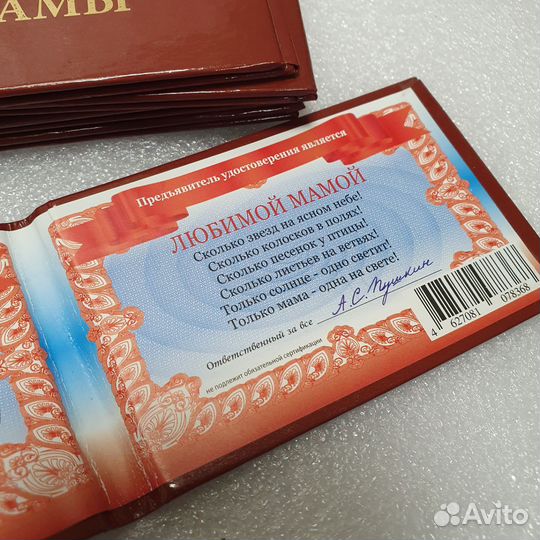 АМЫ
Предъявитель удостоверения является
ЛЮБИМОЙ МАМОЙ
Сколько звезд на ясном небе!
Сколько колосков в полях!
Сколько песенок у птицы!
Сколько листьев на ветвях!
Только солнце - одно светит!
Только мама - одна на свете!
Ответственный за все А.С. Пушкин
не подлежит обязательной сертификации
4 627081 078368
Avito